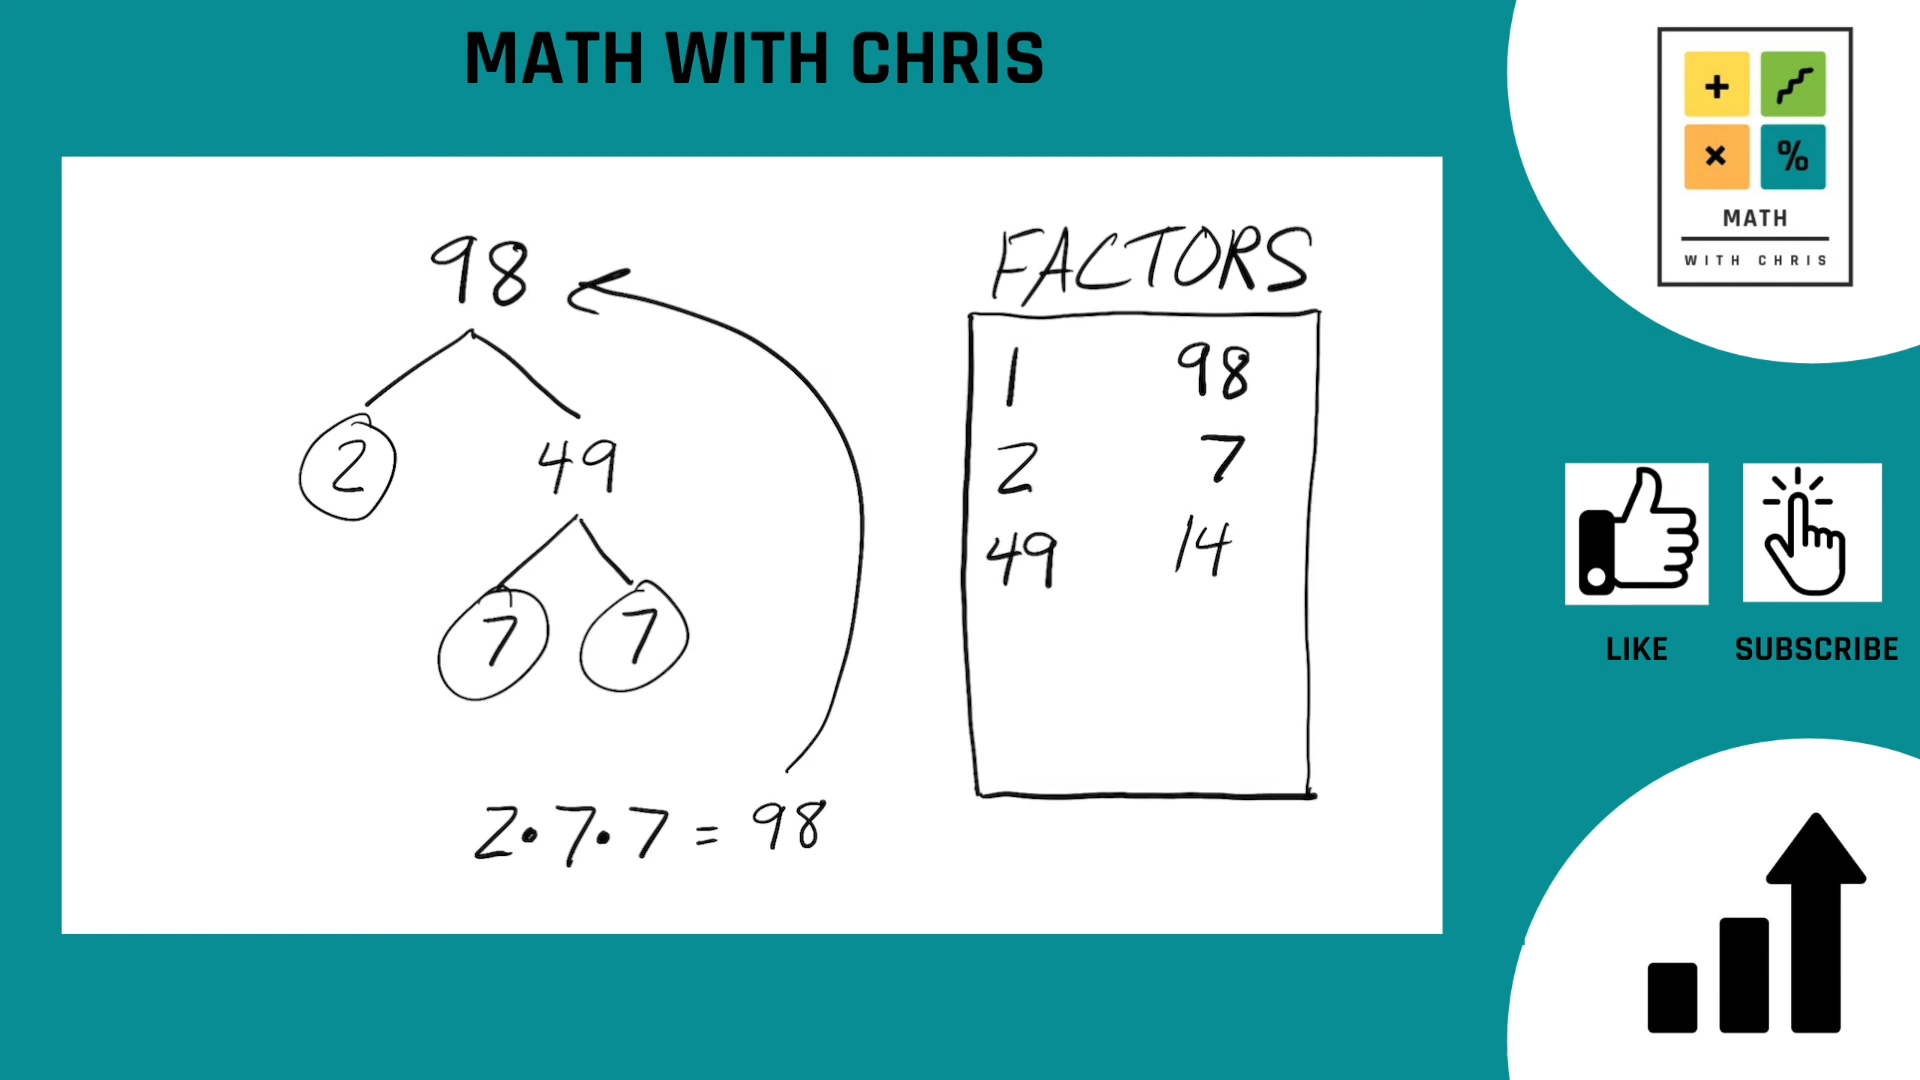 MATH WITH CHRIS
98
2 49
7 7
2·7·7 = 98
FACTORS
1 98
2 7
49 14
+
× %
MATH
WITH CHRIS
LIKE SUBSCRIBE